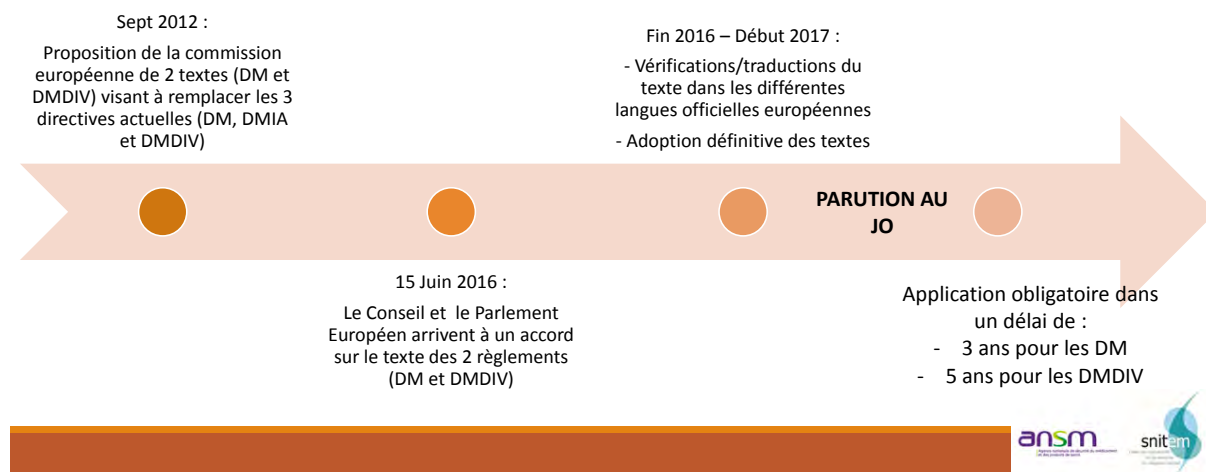 Sept 2012 :
Proposition de la commission
européenne de 2 textes (DM et
DMDIV) visant à remplacer les 3
directives actuelles (DM, DMIA
et DMDIV)
15 Juin 2016 :
Le Conseil et le Parlement
Européen arrivent à un accord
sur le texte des 2 règlements
(DM et DMDIV)
Fin 2016 – Début 2017 :
- Vérifications/traductions du
texte dans les différentes
langues officielles européennes
- Adoption définitive des textes
PARUTION AU
JO
Application obligatoire dans
un délai de :
- 3 ans pour les DM
- 5 ans pour les DMDIV
ansm
snitem